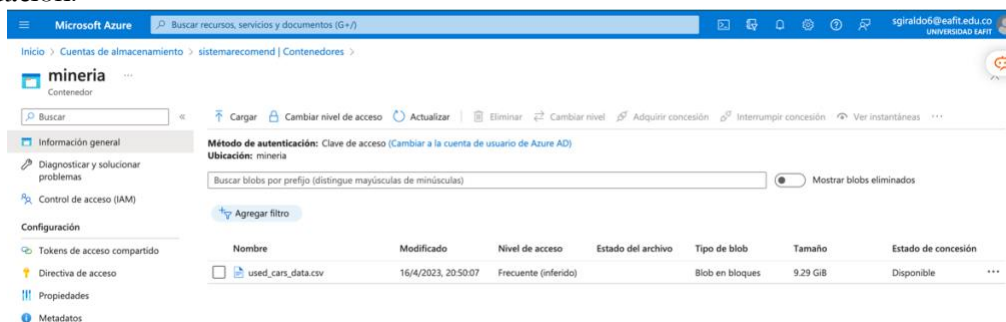 ación.
Microsoft Azure
Buscar recursos, servicios y documentos (G+/)
sgiraldo6@eafit.edu.co
UNIVERSIDAD EAFIT
Inicio > Cuentas de almacenamiento > sistemarecomend | Contenedores >
mineria ...
Contenedor
Buscar
«
Cargar Cambiar nivel de acceso Actualizar Eliminar Cambiar nivel Adquirir concesión Interrumpir concesión Ver instantáneas ...
Información general
Diagnosticar y solucionar
problemas
Control de acceso (IAM)
Configuración
Tokens de acceso compartido
Directiva de acceso
Propiedades
Metadatos
Método de autenticación: Clave de acceso (Cambiar a la cuenta de usuario de Azure AD)
Ubicación: mineria
Buscar blobs por prefijo (distingue mayúsculas de minúsculas)
Mostrar blobs eliminados
Agregar filtro
Nombre Modificado Nivel de acceso Estado del archivo Tipo de blob Tamaño Estado de concesión
used_cars_data.csv 16/4/2023, 20:50:07 Frecuente (inferido) Blob en bloques 9.29 GiB Disponible ...